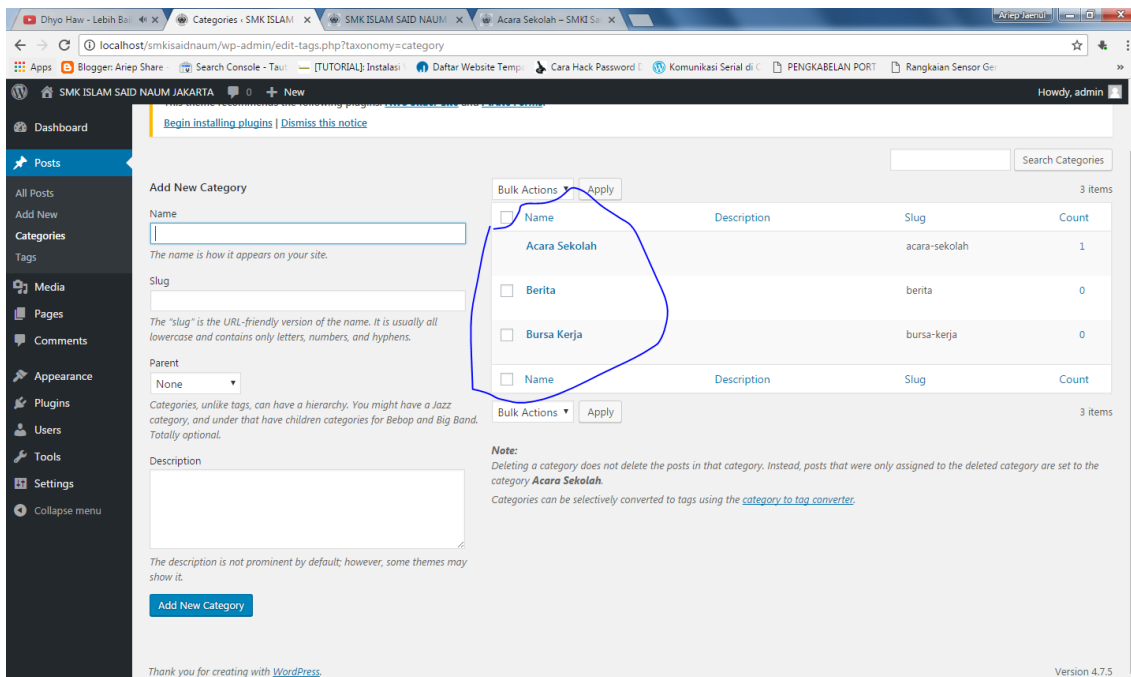 Dhyo Haw - Lebih Bai
Categories ‹ SMK ISLAM
SMK ISLAM SAID NAUM
Acara Sekolah – SMKI Sa
Ariep Jaenul
localhost/smkisaidnaum/wp-admin/edit-tags.php?taxonomy=category
Apps
Blogger: Ariep Share
Search Console - Taut
[TUTORIAL]: Instalasi
Daftar Website Temp
Cara Hack Password
Komunikasi Serial di
PENGKABELAN PORT
Rangkaian Sensor Ge
»
SMK ISLAM SAID NAUM JAKARTA
0
New
Howdy, admin
This theme recommends the following plugins:
Begin installing plugins | Dismiss this notice
Dashboard
Posts
All Posts
Add New
Categories
Tags
Media
Pages
Comments
Appearance
Plugins
Users
Tools
Settings
Collapse menu
Search Categories
Add New Category
Name
The name is how it appears on your site.
Slug
The "slug" is the URL-friendly version of the name. It is usually all
lowercase and contains only letters, numbers, and hyphens.
Parent
None
Categories, unlike tags, can have a hierarchy. You might have a Jazz
category, and under that have children categories for Bebop and Big Band.
Totally optional.
Description
The description is not prominent by default; however, some themes may
show it.
Add New Category
Bulk Actions Apply 3 items
Name Description Slug Count
Acara Sekolah acara-sekolah 1
Berita berita 0
Bursa Kerja bursa-kerja 0
Name Description Slug Count
Bulk Actions Apply 3 items
Note:
Deleting a category does not delete the posts in that category. Instead, posts that were only assigned to the deleted category are set to the
category Acara Sekolah.
Categories can be selectively converted to tags using the category to tag converter.
Thank you for creating with WordPress.
Version 4.7.5